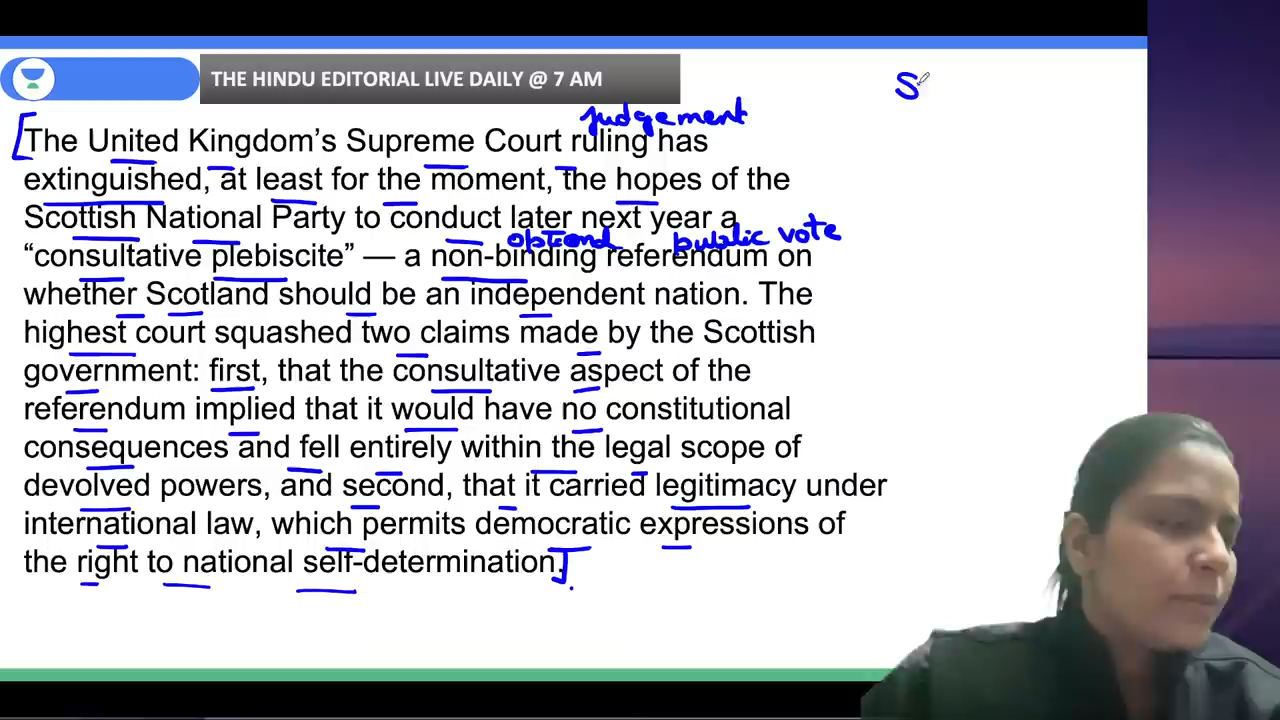 THE HINDU EDITORIAL LIVE DAILY @ 7 AM
S
judgement
The United Kingdom’s Supreme Court ruling has
extinguished, at least for the moment, the hopes of the
Scottish National Party to conduct later next year a
optional public vote
“consultative plebiscite” — a non-binding referendum on
whether Scotland should be an independent nation. The
highest court squashed two claims made by the Scottish
government: first, that the consultative aspect of the
referendum implied that it would have no constitutional
consequences and fell entirely within the legal scope of
devolved powers, and second, that it carried legitimacy under
international law, which permits democratic expressions of
the right to national self-determination.